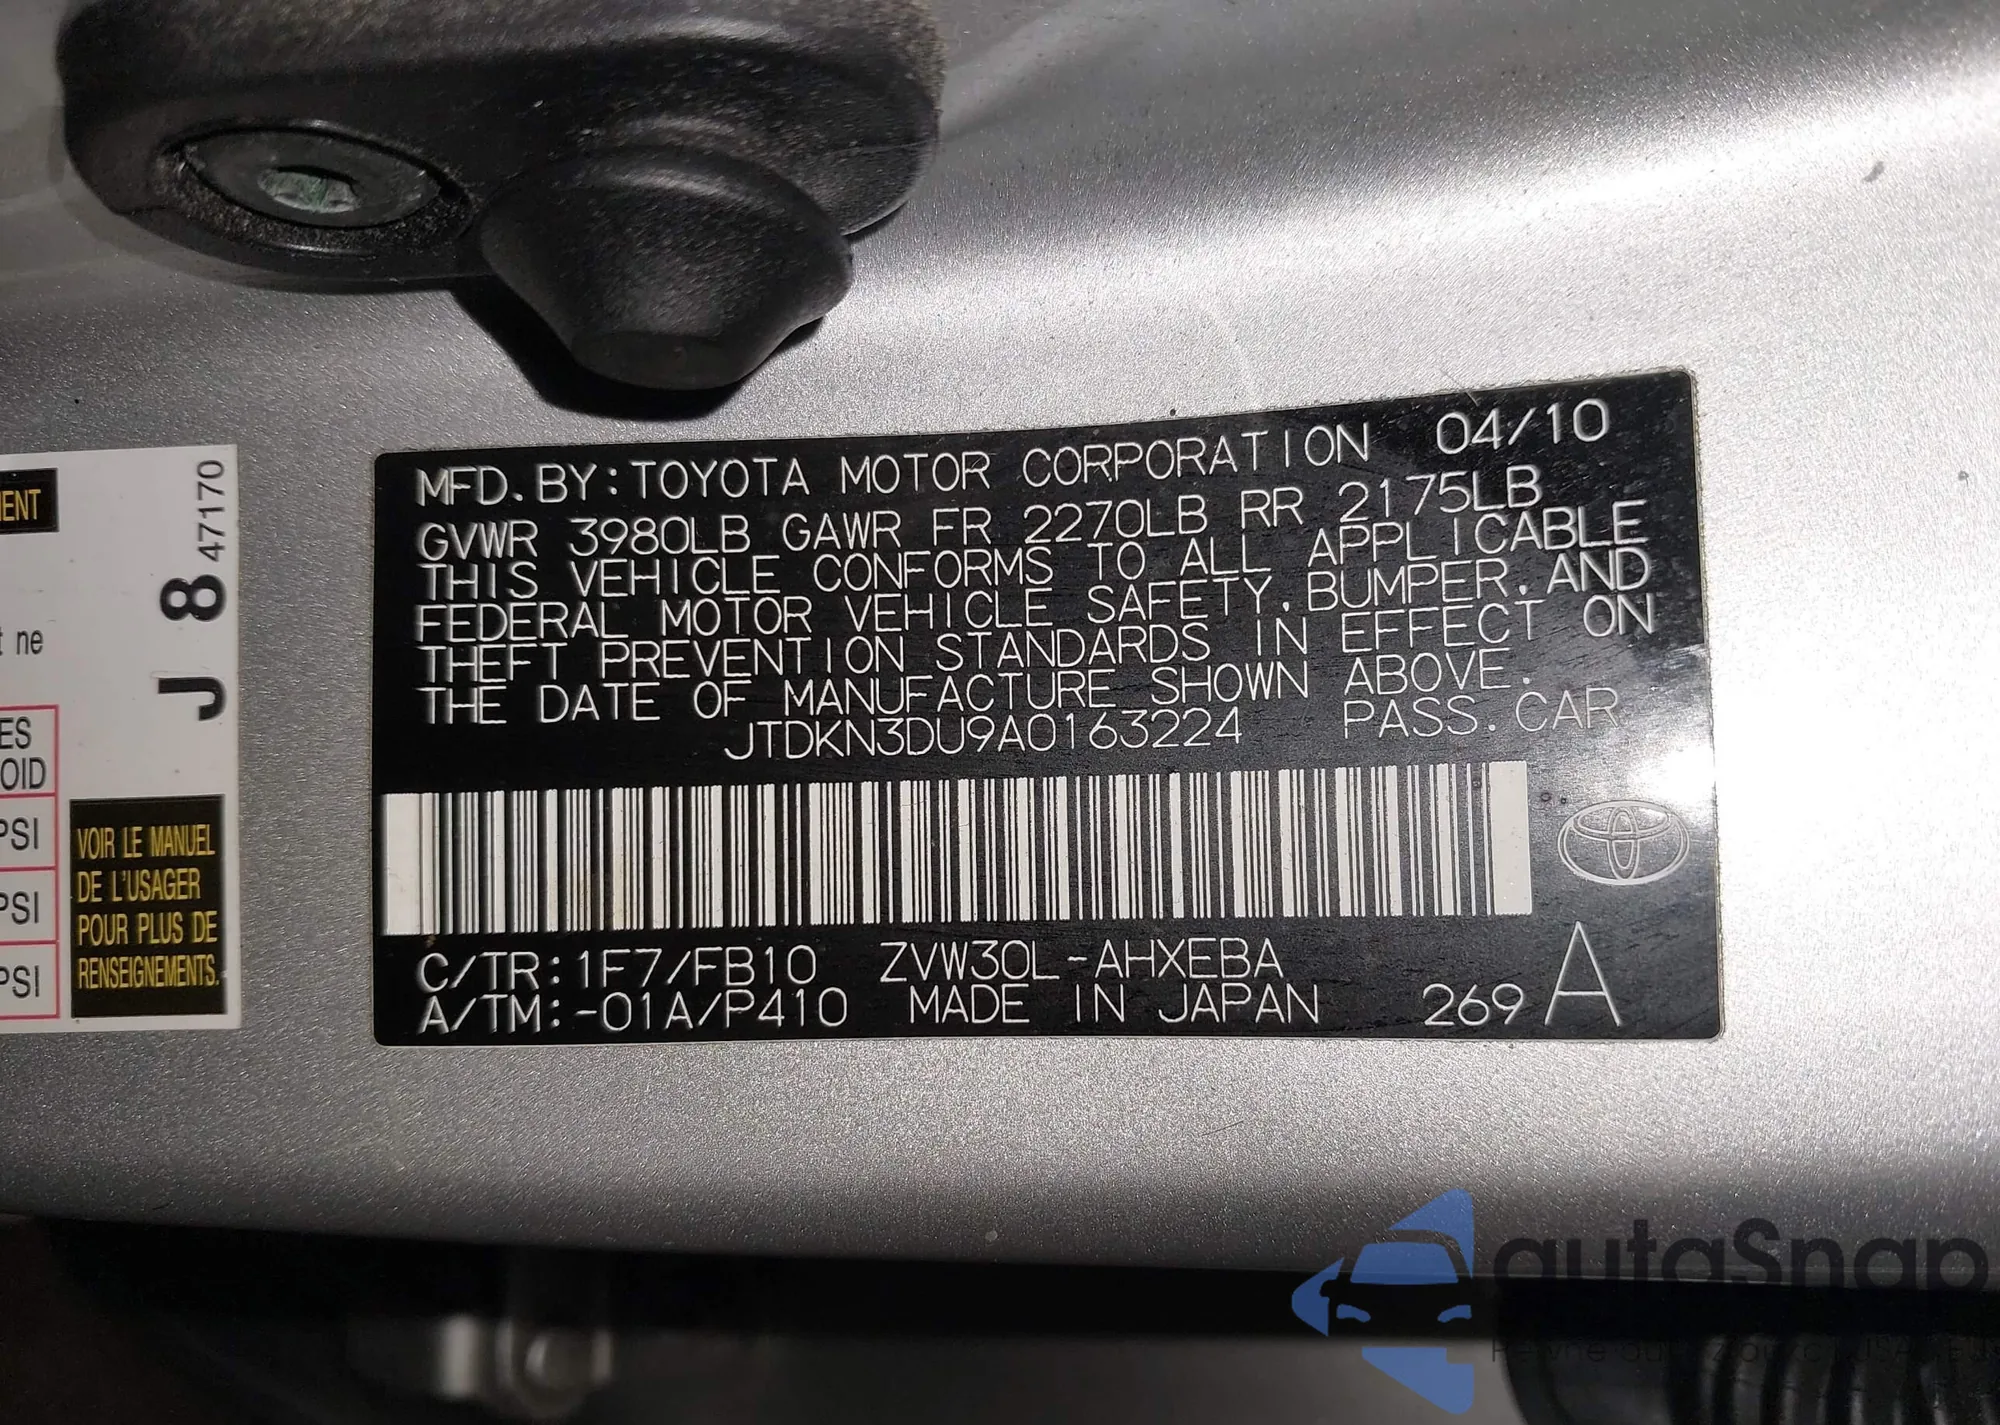 MFD. BY: TOYOTA MOTOR CORPORATION 04/10
GVWR 3980LB GAWR FR 2270LB RR 2175LB
THIS VEHICLE CONFORMS TO ALL APPLICABLE
FEDERAL MOTOR VEHICLE SAFETY, BUMPER, AND
THEFT PREVENTION STANDARDS IN EFFECT ON
THE DATE OF MANUFACTURE SHOWN ABOVE.
JTDKN3DU9A0163224 PASS. CAR
C/TR: 1F7/FB10 ZVW30L-AHXEBA
A/TM: -01A/P410 MADE IN JAPAN 269 A
J 8 47170
ne
PSI
PSI
PSI
VOIR LE MANUEL
DE L'USAGER
POUR PLUS DE
RENSEIGNEMENTS.
autaSnap